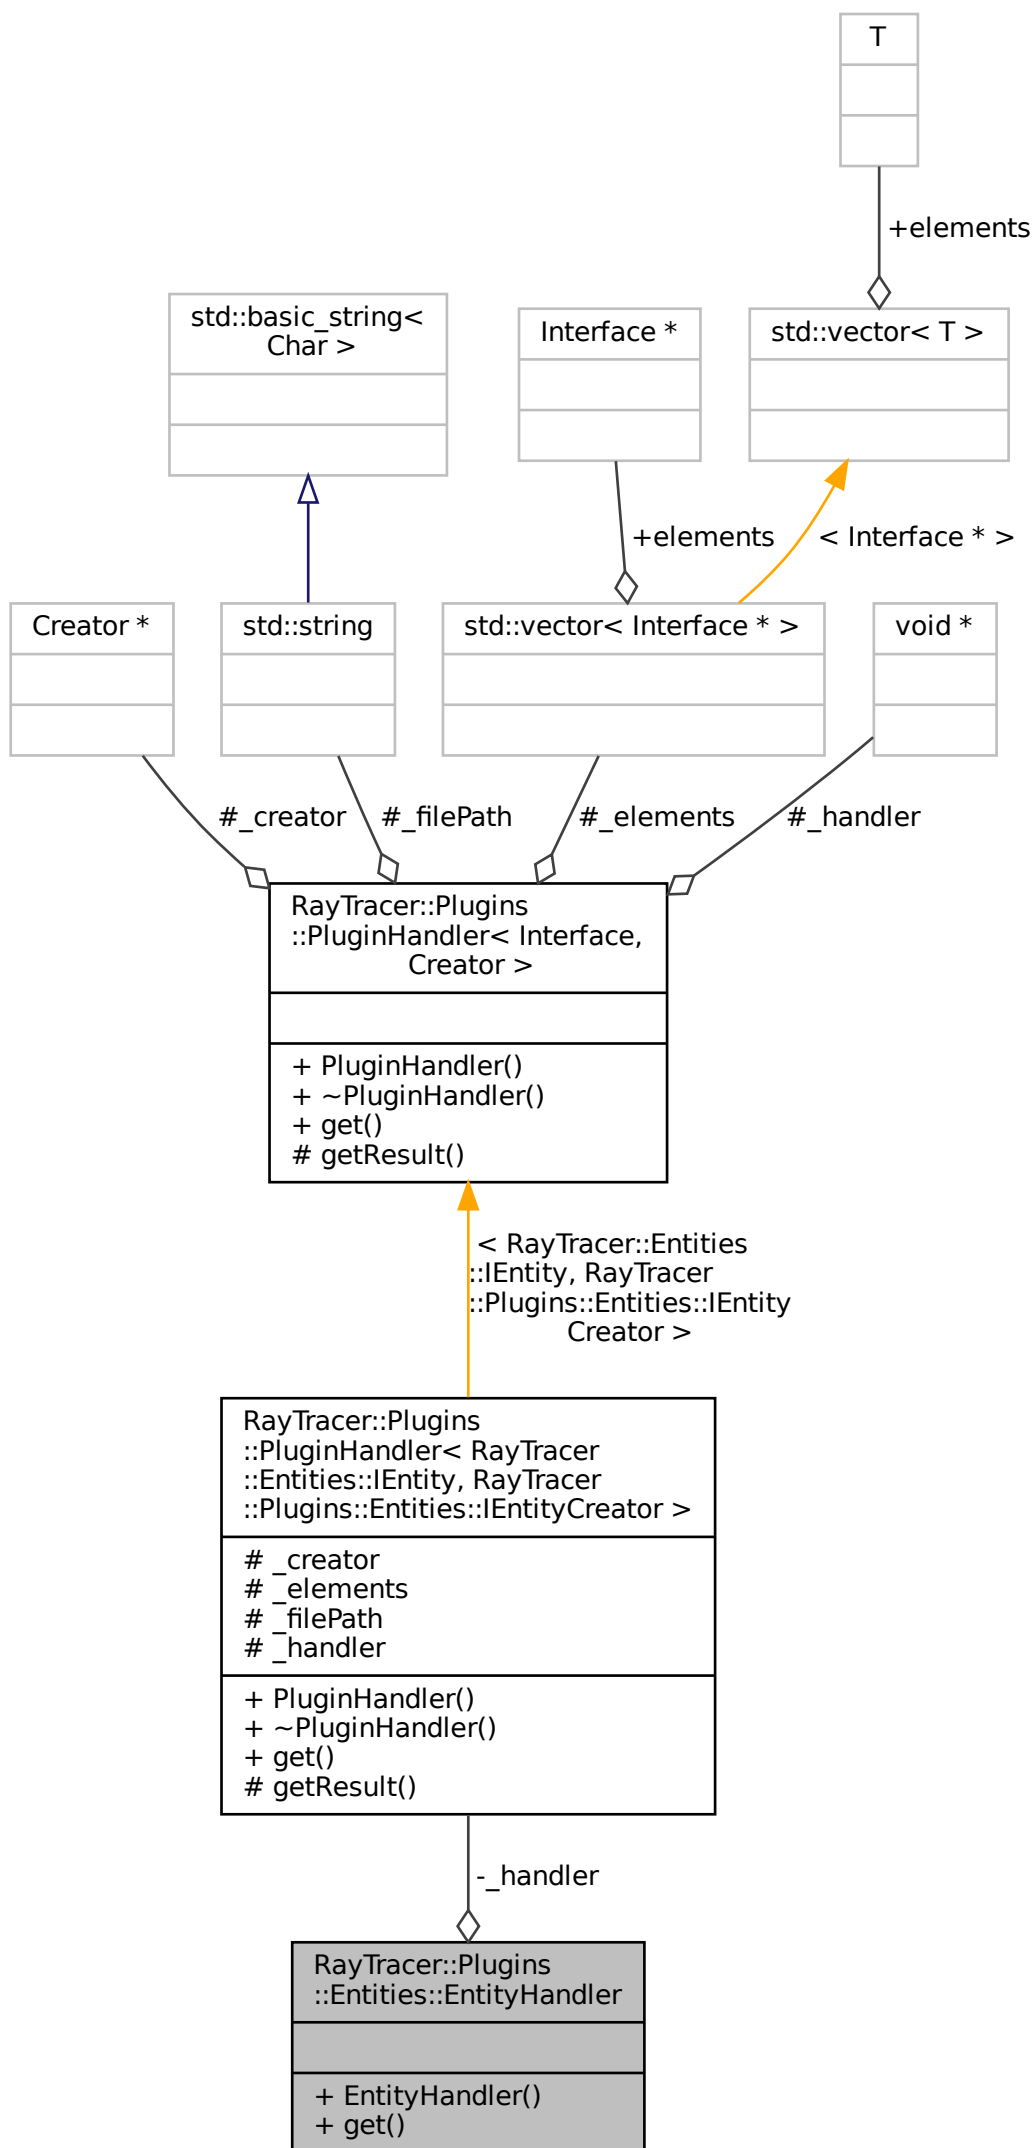 T
+elements
std::basic_string<
Char >
Interface *
std::vector< T >
+elements
< Interface * >
Creator *
std::string
std::vector< Interface * >
void *
#_creator
#_filePath
#_elements
#_handler
RayTracer::Plugins
::PluginHandler< Interface,
Creator >
+ PluginHandler()
+ ~PluginHandler()
+ get()
# getResult()
< RayTracer::Entities
::IEntity, RayTracer
::Plugins::Entities::IEntity
Creator >
RayTracer::Plugins
::PluginHandler< RayTracer
::Entities::IEntity, RayTracer
::Plugins::Entities::IEntityCreator >
# _creator
# _elements
# _filePath
# _handler
+ PluginHandler()
+ ~PluginHandler()
+ get()
# getResult()
-_handler
RayTracer::Plugins
::Entities::EntityHandler
+ EntityHandler()
+ get()